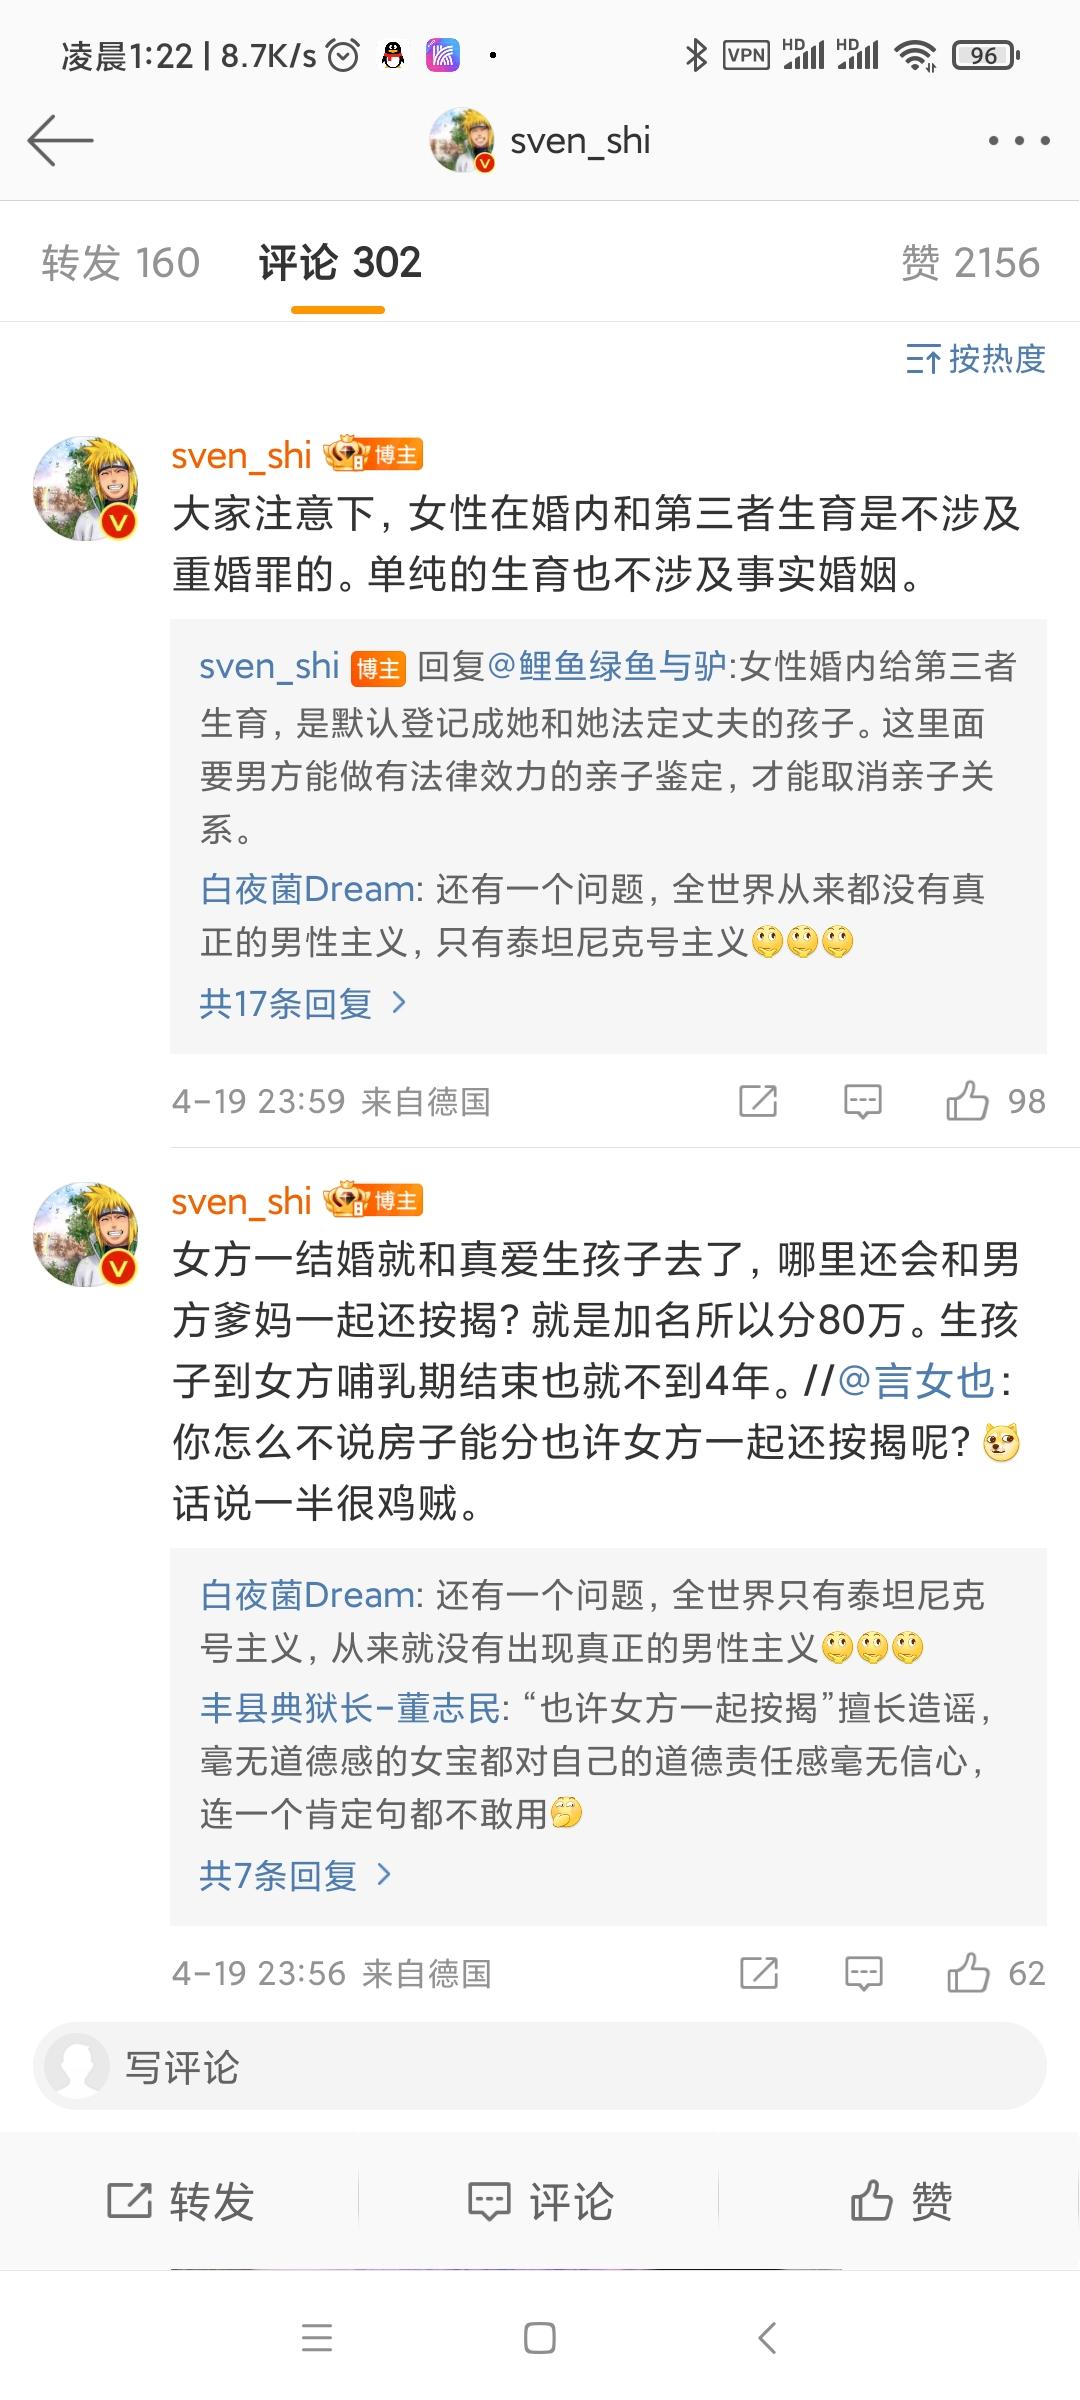 凌晨1:22 | 8.7K/s
VPN HD HD 96
sven_shi
转发 160 评论 302 赞 2156
按热度
sven_shi 8 博主
大家注意下，女性在婚内和第三者生育是不涉及
重婚罪的。单纯的生育也不涉及事实婚姻。
sven_shi 博主 回复@鲤鱼绿鱼与驴:女性婚内给第三者
生育，是默认登记成她和她法定丈夫的孩子。这里面
要男方能做有法律效力的亲子鉴定，才能取消亲子关
系。
白夜菌Dream: 还有一个问题，全世界从来都没有真
正的男性主义，只有泰坦尼克号主义🤭🤭🤭
共17条回复 >
4-19 23:59 来自德国 98
sven_shi 8 博主
女方一结婚就和真爱生孩子去了，哪里还会和男
方爹妈一起还按揭？就是加名所以分80万。生孩
子到女方哺乳期结束也就不到4年。//@言女也：
你怎么不说房子能分也许女方一起还按揭呢？
话说一半很鸡贼。
白夜菌Dream: 还有一个问题，全世界只有泰坦尼克
号主义，从来就没有出现真正的男性主义🤭🤭🤭
丰县典狱长-董志民: “也许女方一起按揭”擅长造谣，
毫无道德感的女宝都对自己的道德责任感毫无信心，
连一个肯定句都不敢用🤔
共7条回复 >
4-19 23:56 来自德国 62
写评论
转发 评论 赞